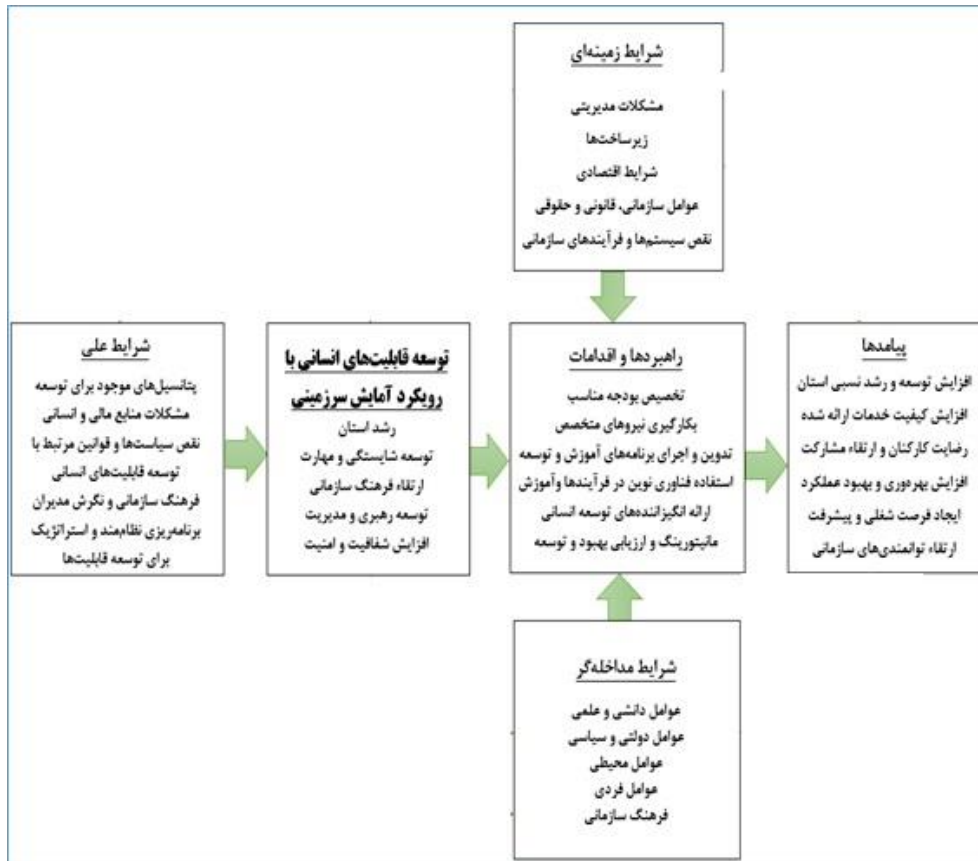 شرایط زمینه‌ای
مشکلات مدیریتی
زیرساخت‌ها
شرایط اقتصادی
عوامل سازمانی، قانونی و حقوقی
نقص سیستم‌ها و فرآیندهای سازمانی
شرایط علی
پتانسیل‌های موجود برای توسعه
مشکلات منابع مالی و انسانی
نقص سیاست‌ها و قوانین مرتبط با
توسعه قابلیت‌های انسانی
فرهنگ سازمانی و نگرش مدیران
برنامه‌ریزی نظام‌مند و استراتژیک
برای توسعه قابلیت‌ها
توسعه قابلیت‌های انسانی با
رویکرد آمایش سرزمینی
رشد استان
توسعه شایستگی و مهارت
ارتقاء فرهنگ سازمانی
توسعه رهبری و مدیریت
افزایش شفافیت و امنیت
راهبردها و اقدامات
تخصیص بودجه مناسب
بکارگیری نیروهای متخصص
تدوین و اجرای برنامه‌های آموزش و توسعه
استفاده فناوری نوین در فرآیندها وآموزش
ارائه انگیزاننده‌های توسعه انسانی
مانیتورینگ و ارزیابی بهبود و توسعه
پیامدها
افزایش توسعه و رشد نسبی استان
افزایش کیفیت خدمات ارائه شده
رضایت کارکنان و ارتقاء مشارکت
افزایش بهره‌وری و بهبود عملکرد
ایجاد فرصت شغلی و پیشرفت
ارتقاء توانمندی‌های سازمانی
شرایط مداخله‌گر
عوامل دانشی و علمی
عوامل دولتی و سیاسی
عوامل محیطی
عوامل فردی
فرهنگ سازمانی